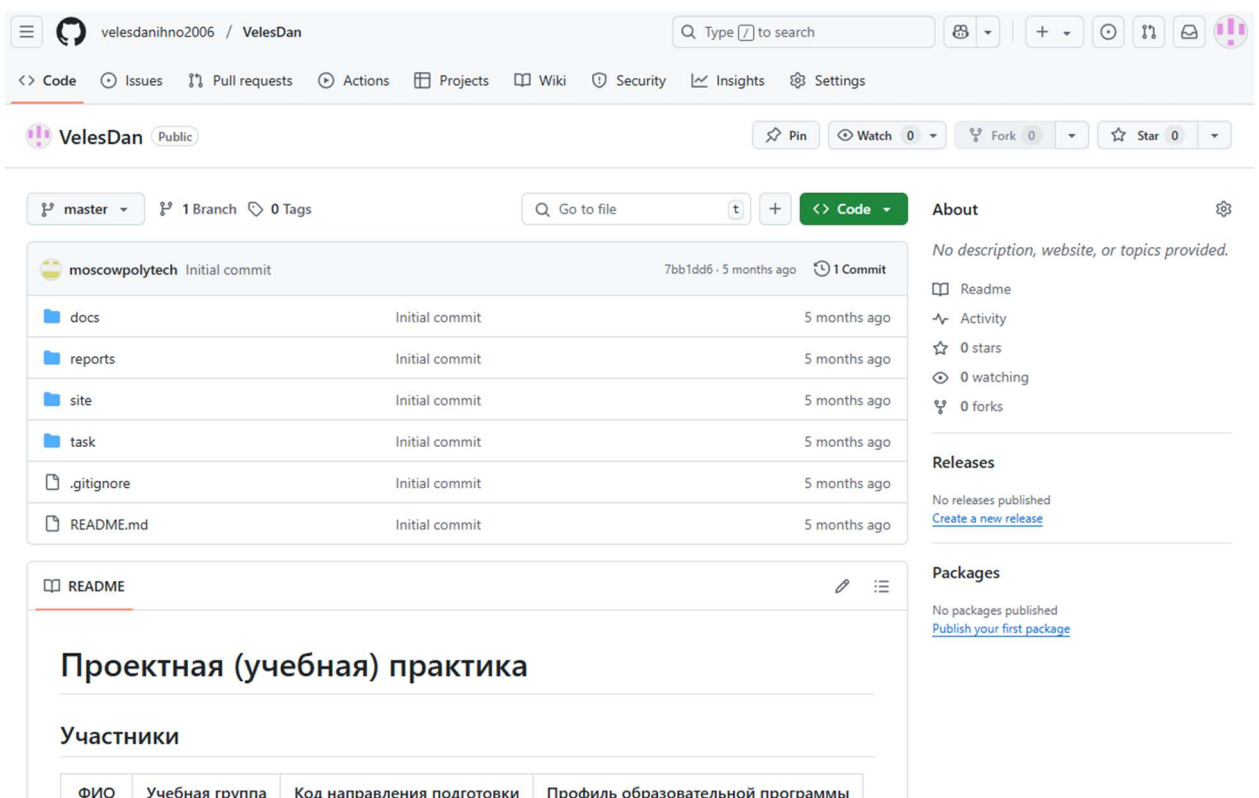 velesdanihno2006 / VelesDan Type / to search
Code Issues Pull requests Actions Projects Wiki Security Insights Settings
VelesDan Public Pin Watch 0 Fork 0 Star 0
master 1 Branch 0 Tags Go to file t Code
moscowpolytech Initial commit 7bb1dd6 · 5 months ago 1 Commit
docs Initial commit 5 months ago
reports Initial commit 5 months ago
site Initial commit 5 months ago
task Initial commit 5 months ago
.gitignore Initial commit 5 months ago
README.md Initial commit 5 months ago
README
Проектная (учебная) практика
Участники
ФИО Учебная группа Код направления подготовки Профиль образовательной программы
About
No description, website, or topics provided.
Readme
Activity
0 stars
0 watching
0 forks
Releases
No releases published
Create a new release
Packages
No packages published
Publish your first package